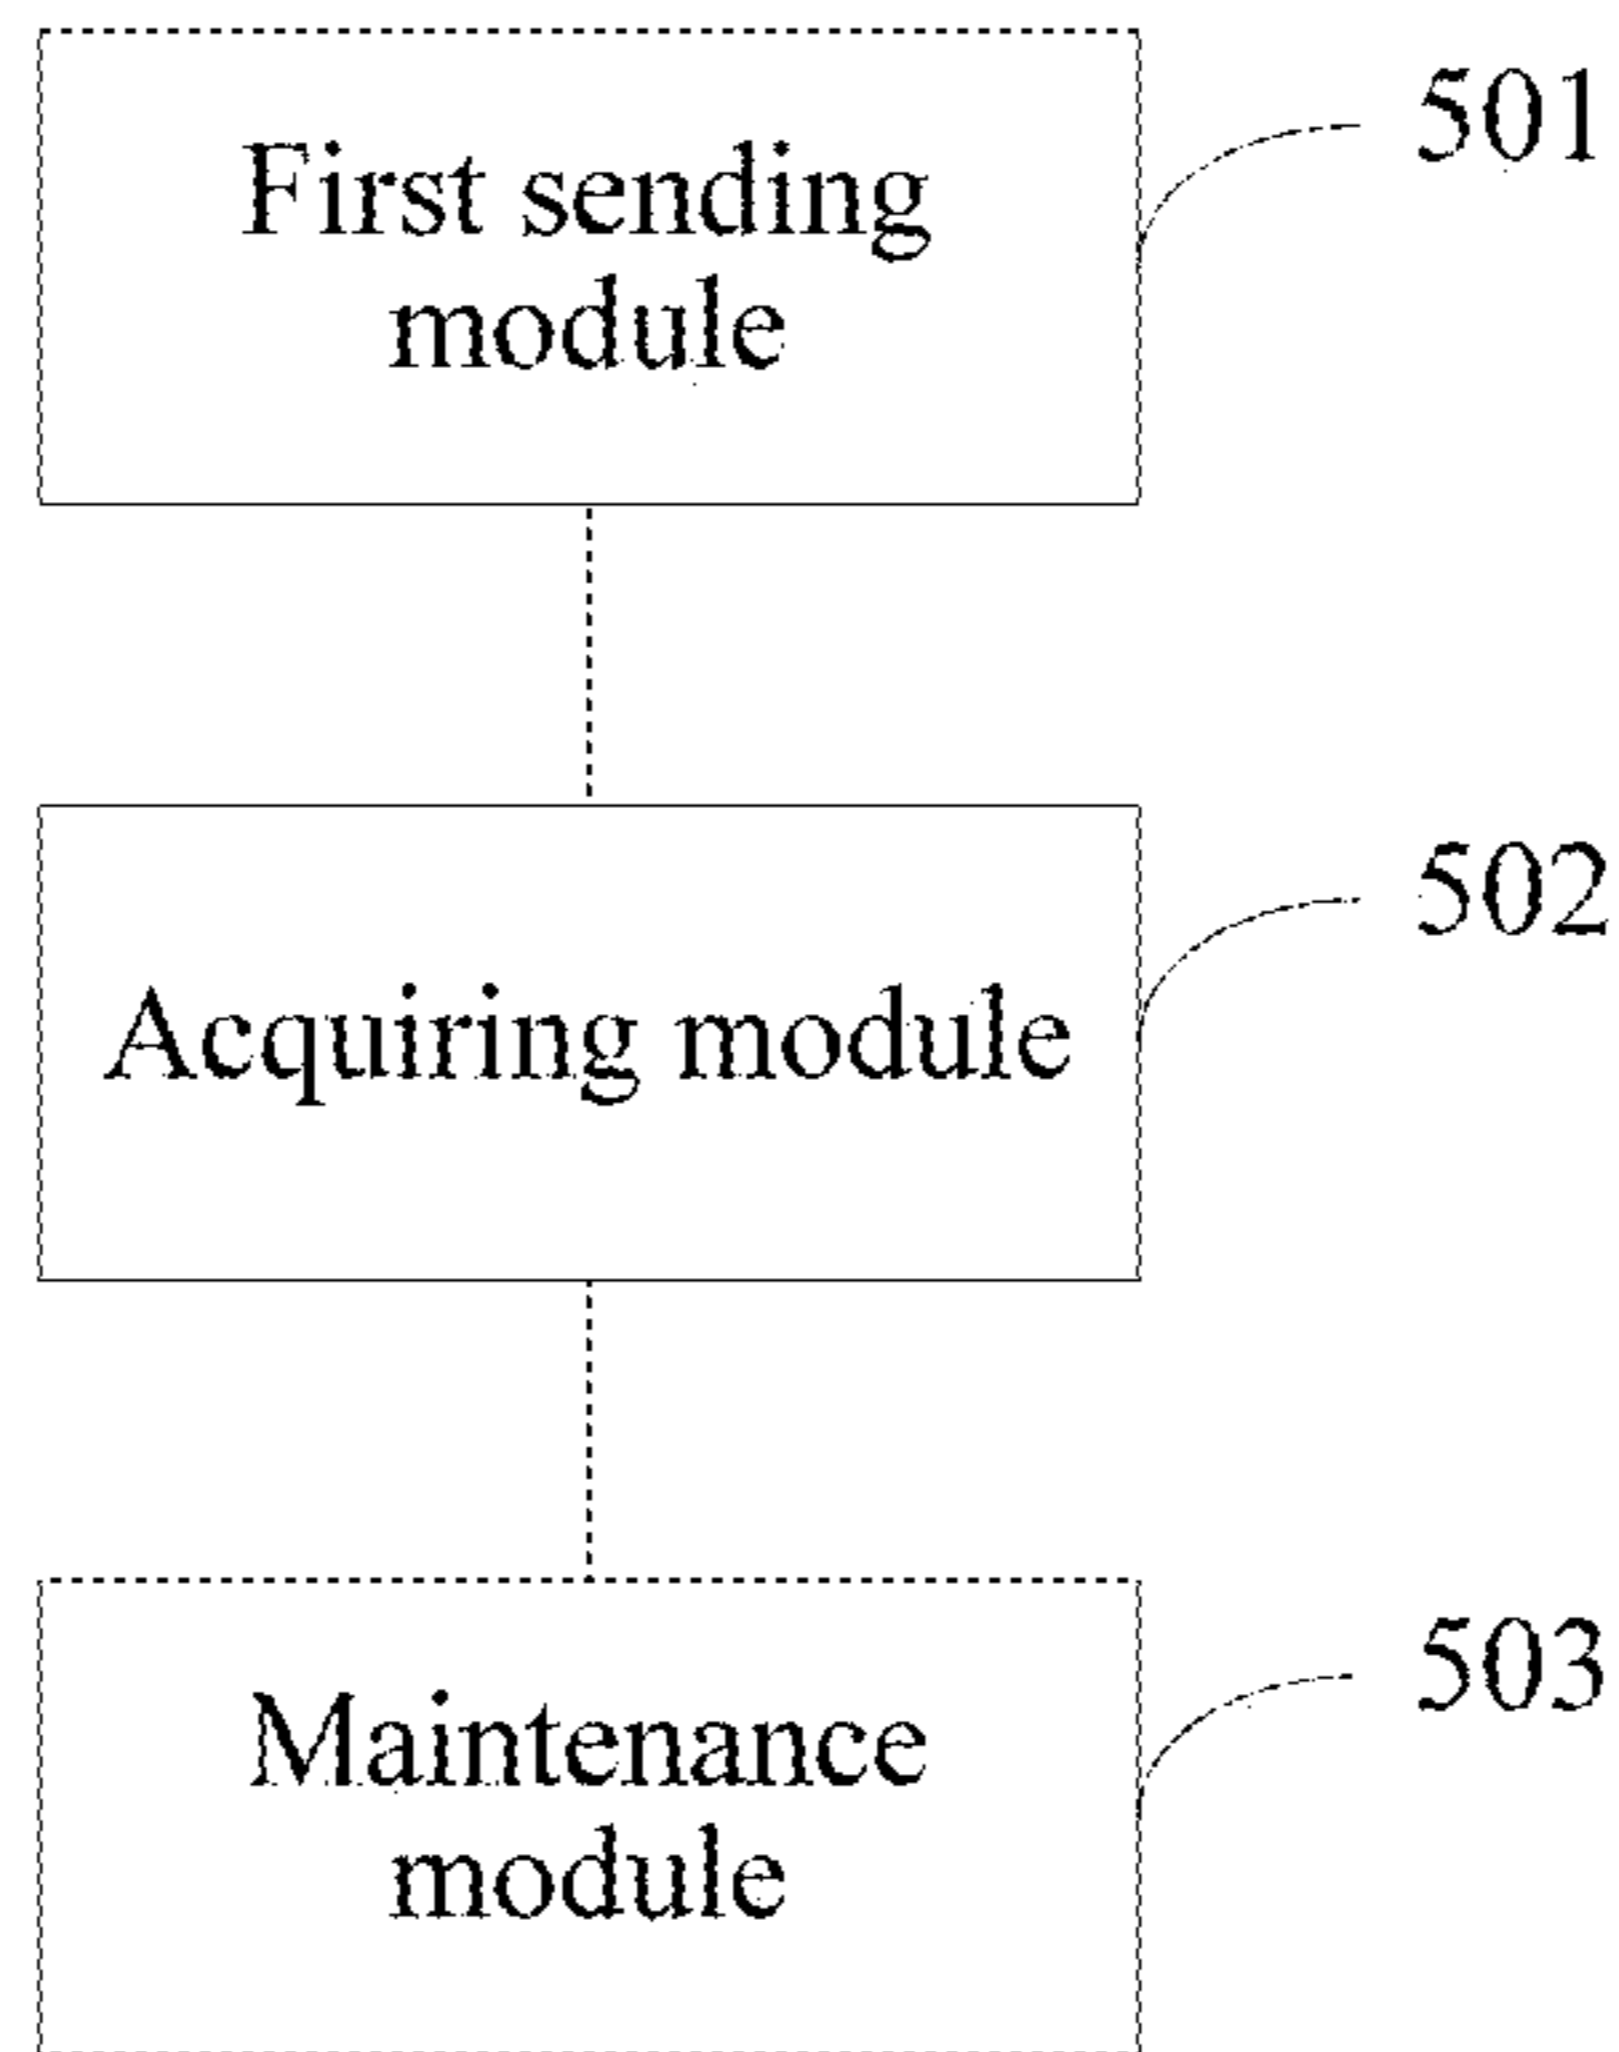 First sending
module
501
Acquiring module
502
Maintenance
module
503